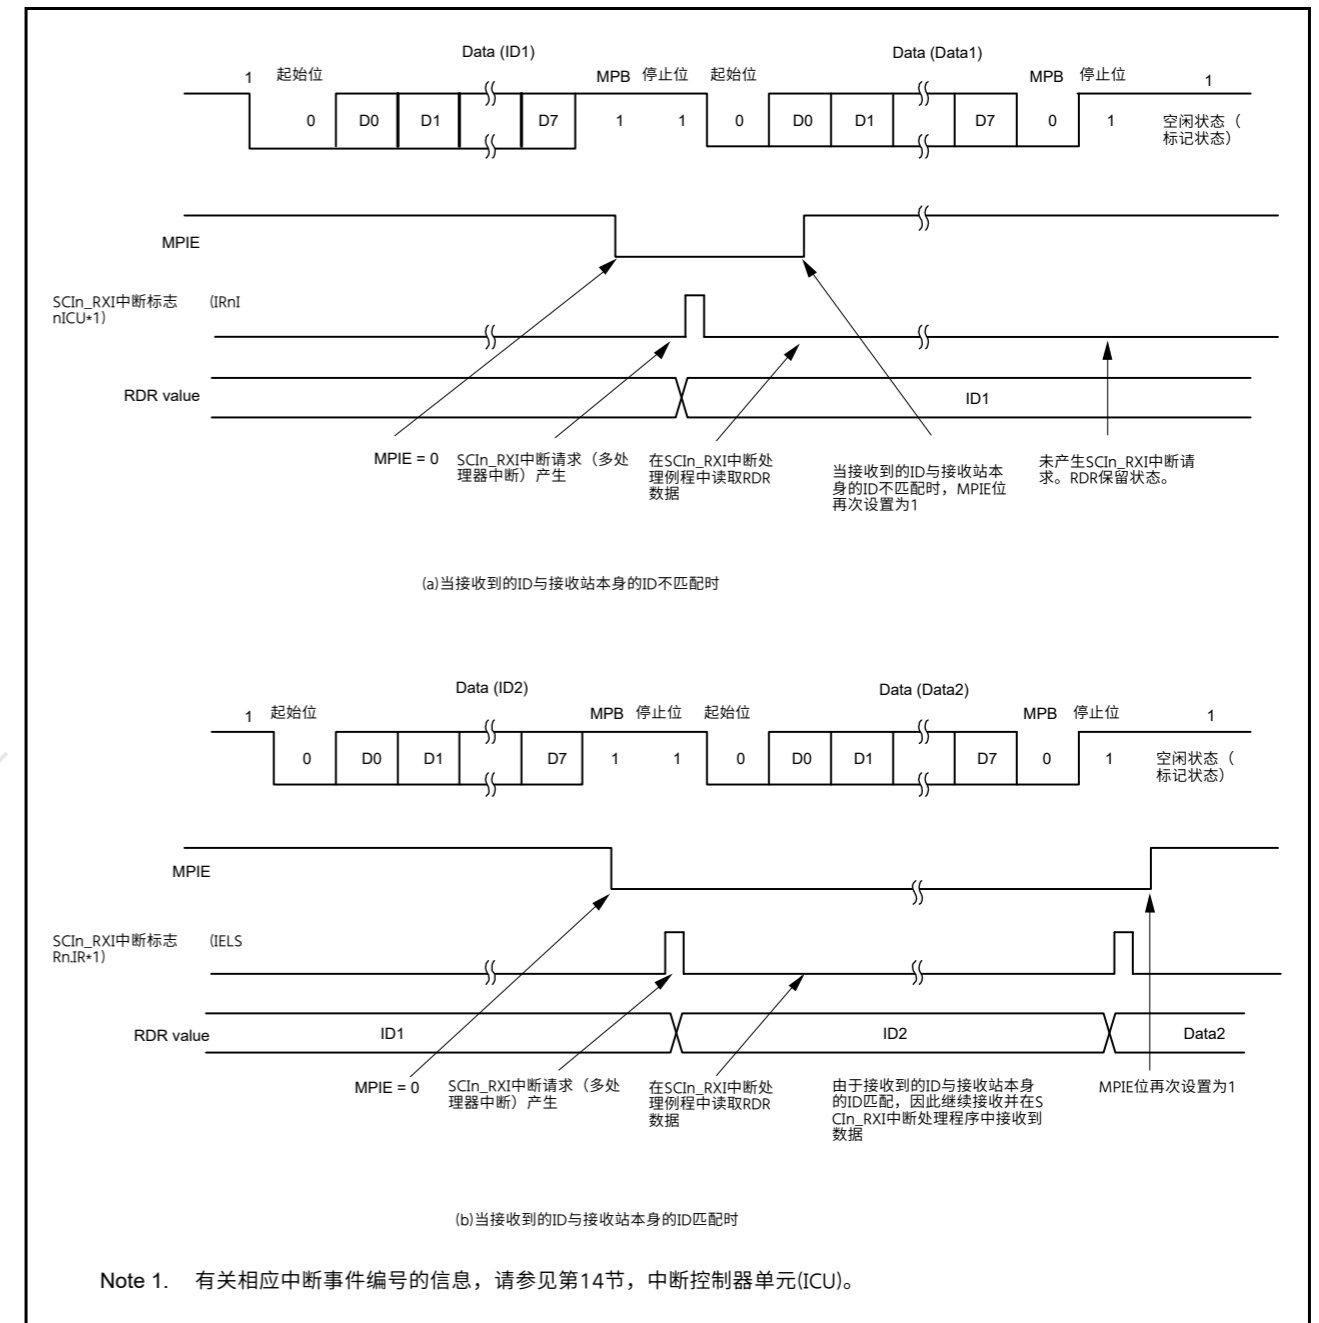 Data (ID1)
Data (Data1)
1 起始位 MPB 停止位 起始位 MPB 停止位 1
0 D0 D1 D7 1 1 0 D0 D1 D7 0 1 空闲状态（
标记状态）
MPIE
SCIn_RXI中断标志 (IRnI
nICU*1)
RDR value
ID1
MPIE = 0
SCIn_RXI中断请求（多处
理器中断）产生
在SCIn_RXI中断处
理例程中读取RDR
数据
当接收到的ID与接收站本
身的ID不匹配时，MPIE位
再次设置为1
未产生SCIn_RXI中断请
求。RDR保留状态。
(a)当接收到的ID与接收站本身的ID不匹配时
Data (ID2)
Data (Data2)
1 起始位 MPB 停止位 起始位 MPB 停止位 1
0 D0 D1 D7 1 1 0 D0 D1 D7 0 1 空闲状态（
标记状态）
MPIE
SCIn_RXI中断标志 (IELS
Rn.IR*1)
RDR value
ID1
ID2
Data2
MPIE = 0
SCIn_RXI中断请求（多处
理器中断）产生
在SCIn_RXI中断处
理例程中读取RDR
数据
由于接收到的ID与接收站本身
的ID匹配，因此继续接收并在S
CIn_RXI中断处理程序中接收到
数据
MPIE位再次设置为1
(b)当接收到的ID与接收站本身的ID匹配时
Note 1. 有关相应中断事件编号的信息，请参见第14节，中断控制器单元(ICU)。